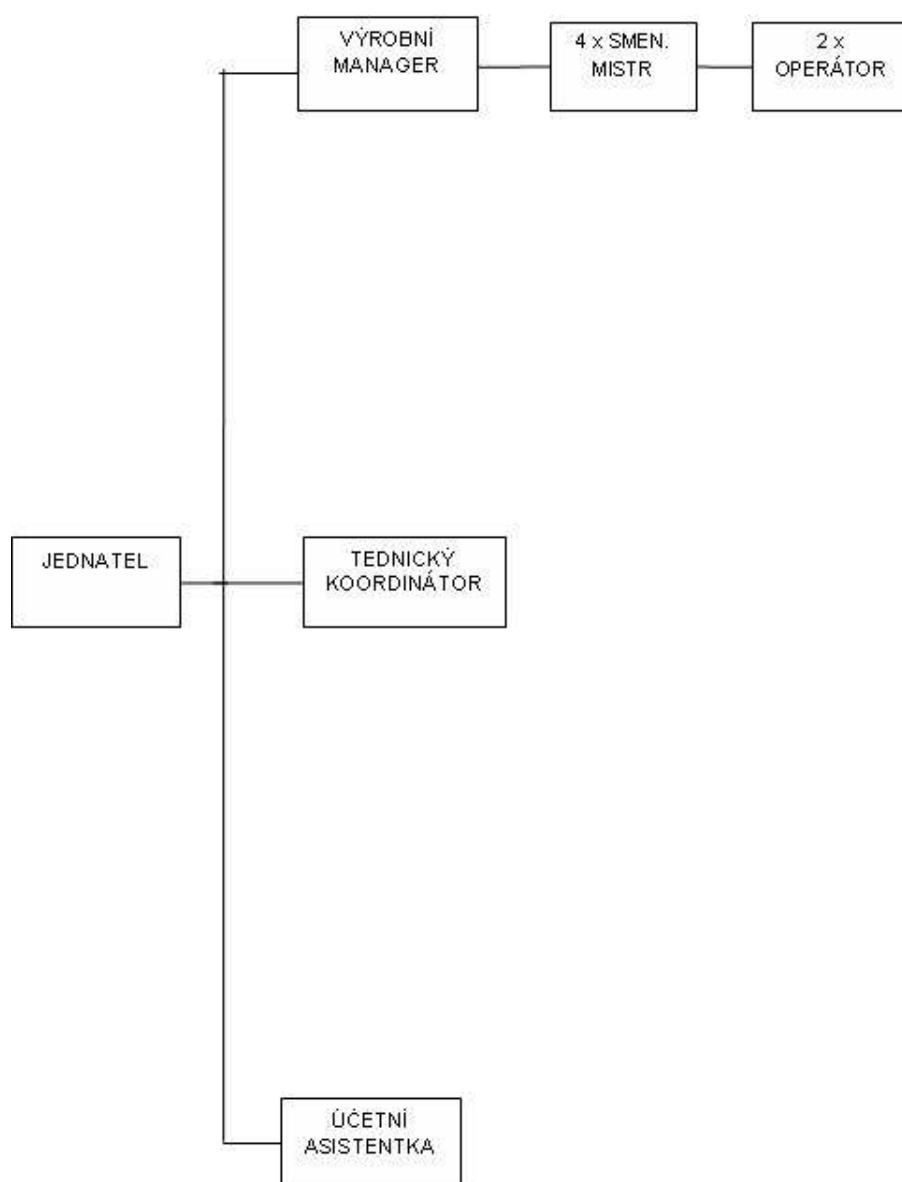 VÝROBNÍ
MANAGER
4 x SMEN.
MISTR
2 x
OPERÁTOR
JEDNATEL
TEDNICKÝ
KOORDINÁTOR
ÚČETNÍ
ASISTENTKA